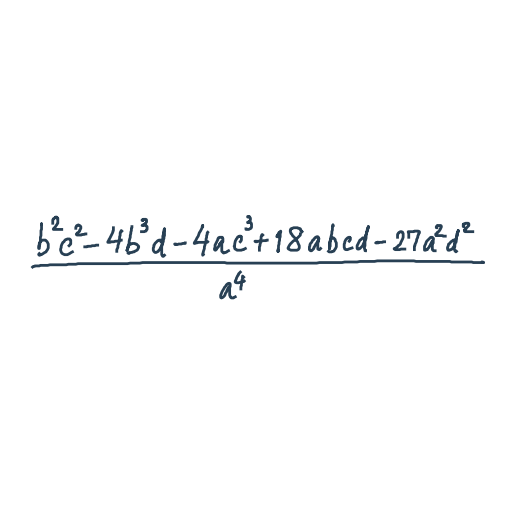 b²c² - 4b³d - 4ac³ + 18abcd - 27a²d²
a⁴